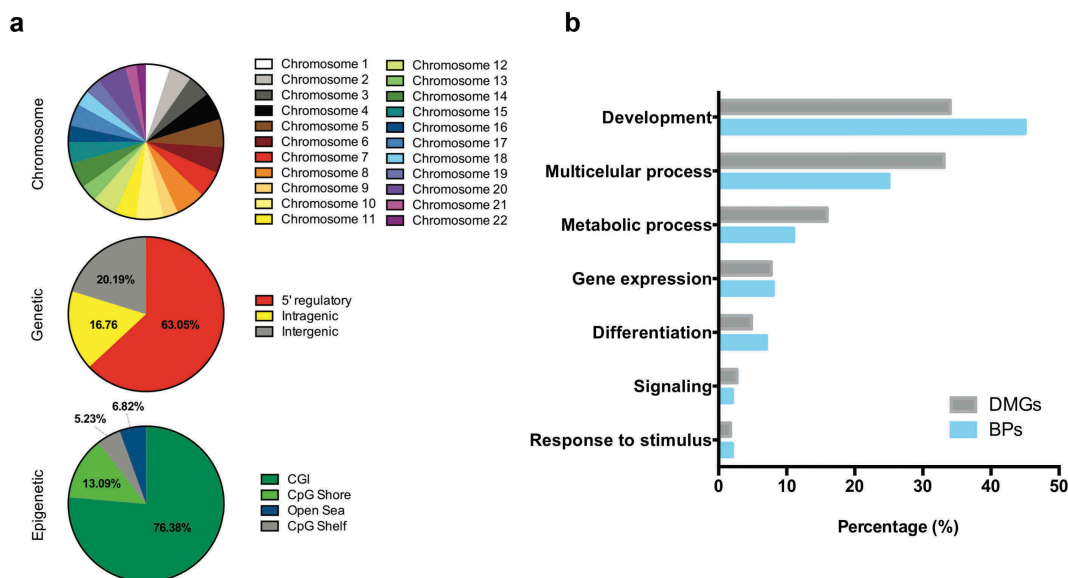 a
Chromosome
Chromosome 1
Chromosome 2
Chromosome 3
Chromosome 4
Chromosome 5
Chromosome 6
Chromosome 7
Chromosome 8
Chromosome 9
Chromosome 10
Chromosome 11
Chromosome 12
Chromosome 13
Chromosome 14
Chromosome 15
Chromosome 16
Chromosome 17
Chromosome 18
Chromosome 19
Chromosome 20
Chromosome 21
Chromosome 22
Genetic
20.19%
16.76
63.05%
5' regulatory
Intragenic
Intergenic
Epigenetic
6.82%
5.23%
13.09%
76.38%
CGI
CpG Shore
Open Sea
CpG Shelf
b
Development
Multicelular process
Metabolic process
Gene expression
Differentiation
Signaling
Response to stimulus
DMGs
BPs
0 10 20 30 40 50
Percentage (%)